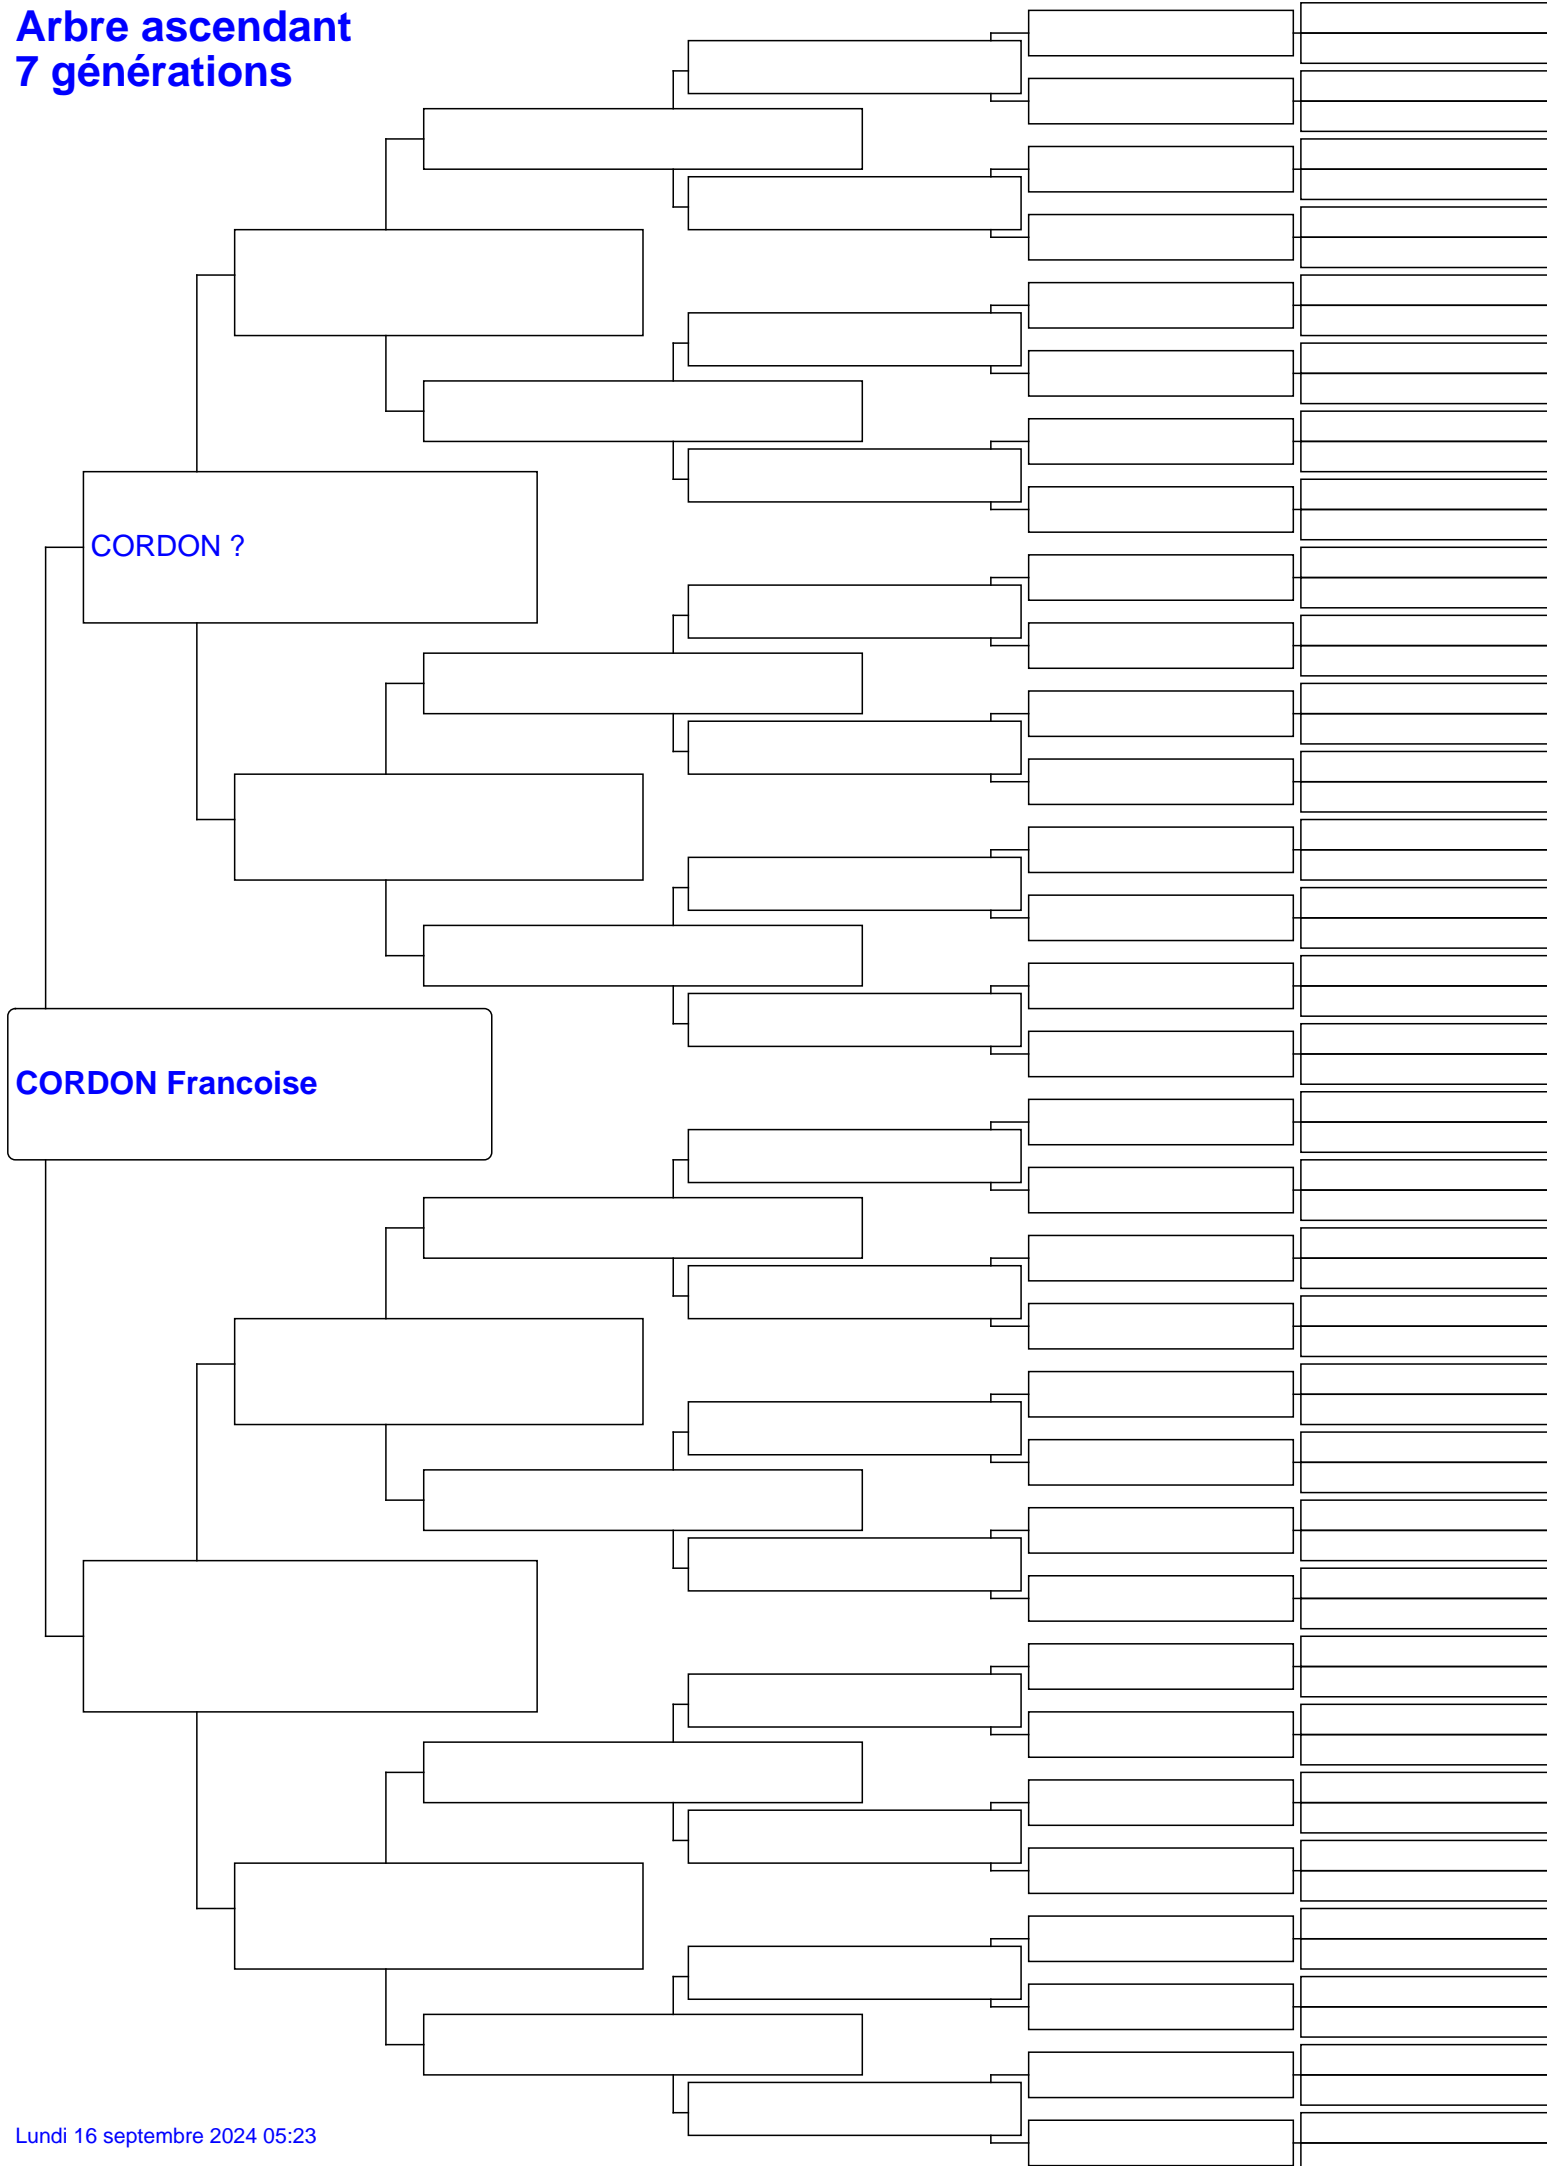 Arbre ascendant
7 générations
CORDON ?
CORDON Francoise
Lundi 16 septembre 2024 05:23